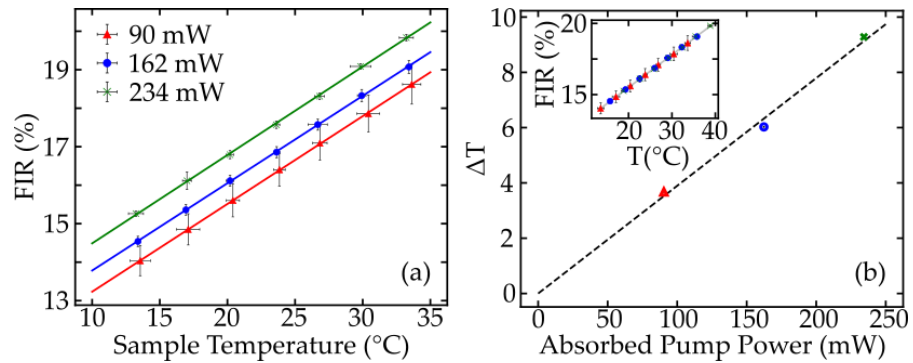 90 mW
162 mW
234 mW
FIR (%)
19
17
15
13
10 15 20 25 30 35
Sample Temperature (°C)
(a)
ΔT
10
8
6
4
2
0
0 50 100 150 200 250
Absorbed Pump Power (mW)
(b)
FIR (%)
20
15
20 30 40
T(°C)